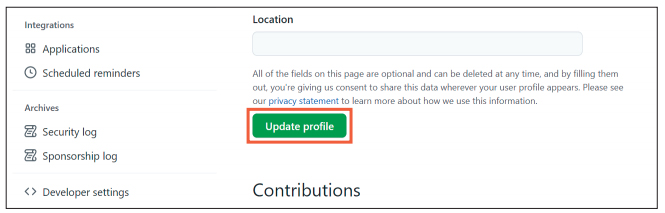 Integrations
Applications
Scheduled reminders
Archives
Security log
Sponsorship log
Developer settings
Location
All of the fields on this page are optional and can be deleted at any time, and by filling them
out, you're giving us consent to share this data wherever your user profile appears. Please see
our privacy statement to learn more about how we use this information.
Update profile
Contributions